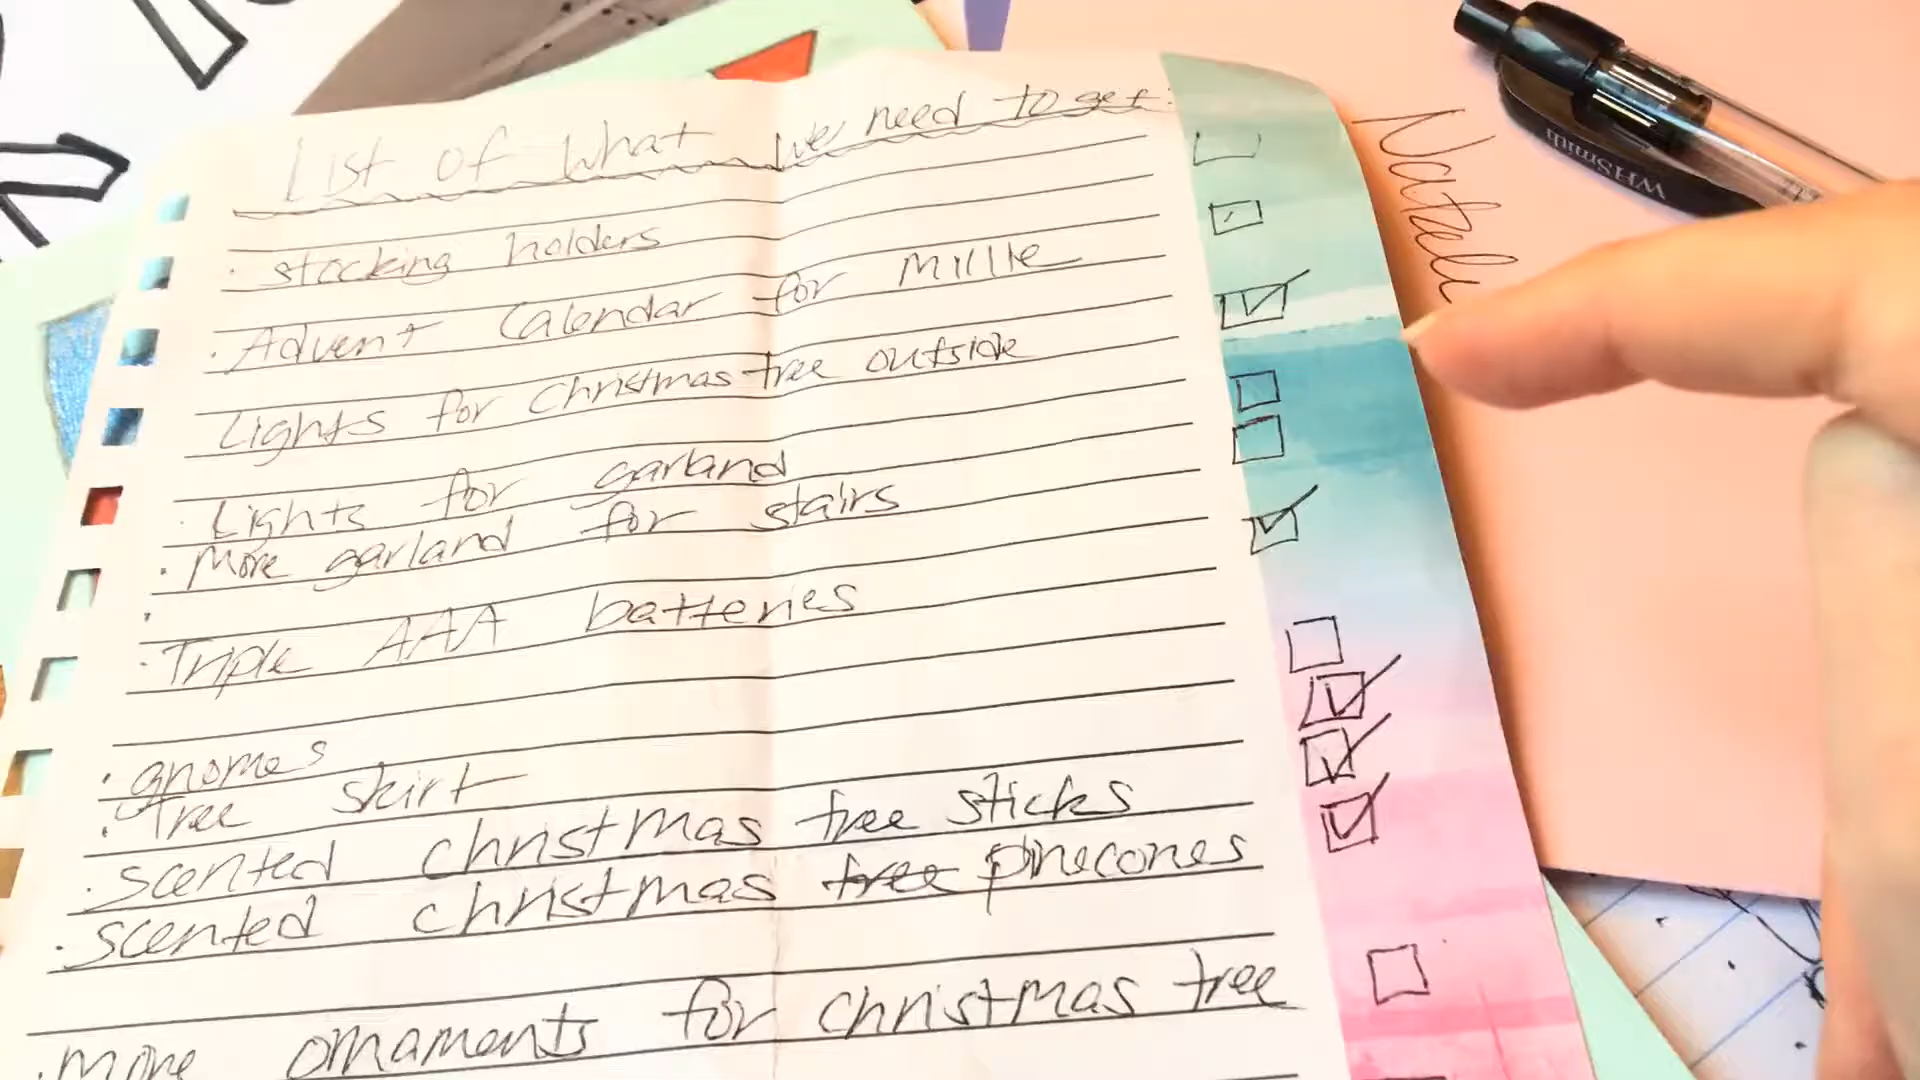 List of what we need to get:
· stocking holders
· Advent Calendar for Millie
Lights for christmas tree outside
· Lights for garland
· More garland for stairs
· Triple AAA batteries
· gnomes
· Tree skirt
· scented christmas tree sticks
· scented christmas tree pinecones
· more ornaments for christmas tree
WHSmith